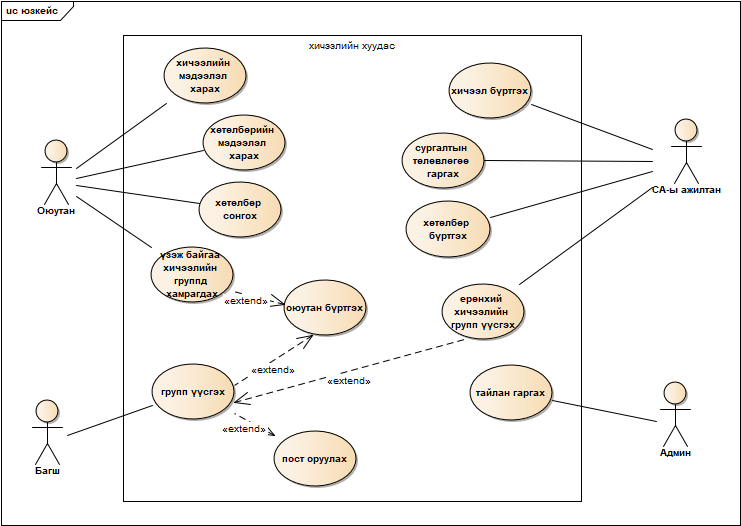 uc юзкейс
хичээлийн хуудас
хичээлийн
мэдээлэл
харах
хичээл бүртгэх
хөтөлбөрийн
мэдээлэл
харах
сургалтын
төлөвлөгөө
гаргах
Оюутан
СА-ы ажилтан
хөтөлбөр
сонгох
хөтөлбөр
бүртгэх
үзэж байгаа
хичээлийн
группд
хамрагдах
«extend»
оюутан бүртгэх
ерөнхий
хичээлийн
групп үүсгэх
«extend»
«extend»
групп үүсгэх
тайлан гаргах
«extend»
Багш
Админ
пост оруулах